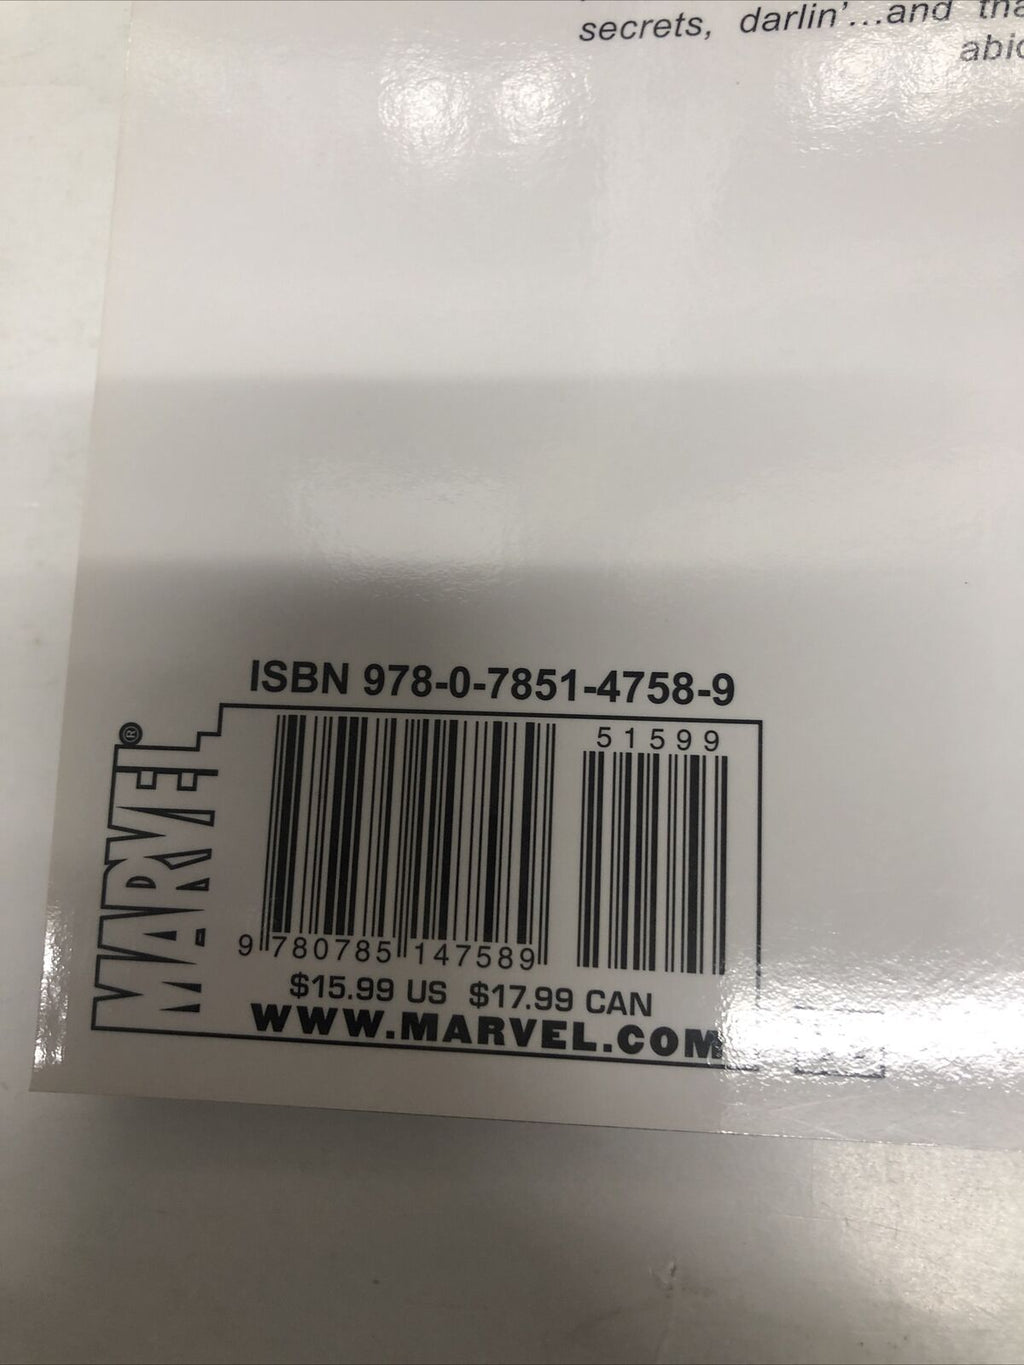 secrets, darlin'...and
ISBN 978-0-7851-4758-9
MARVEL®
51599
9 780785 147589
$15.99 US $17.99 CAN
WWW.MARVEL.COM